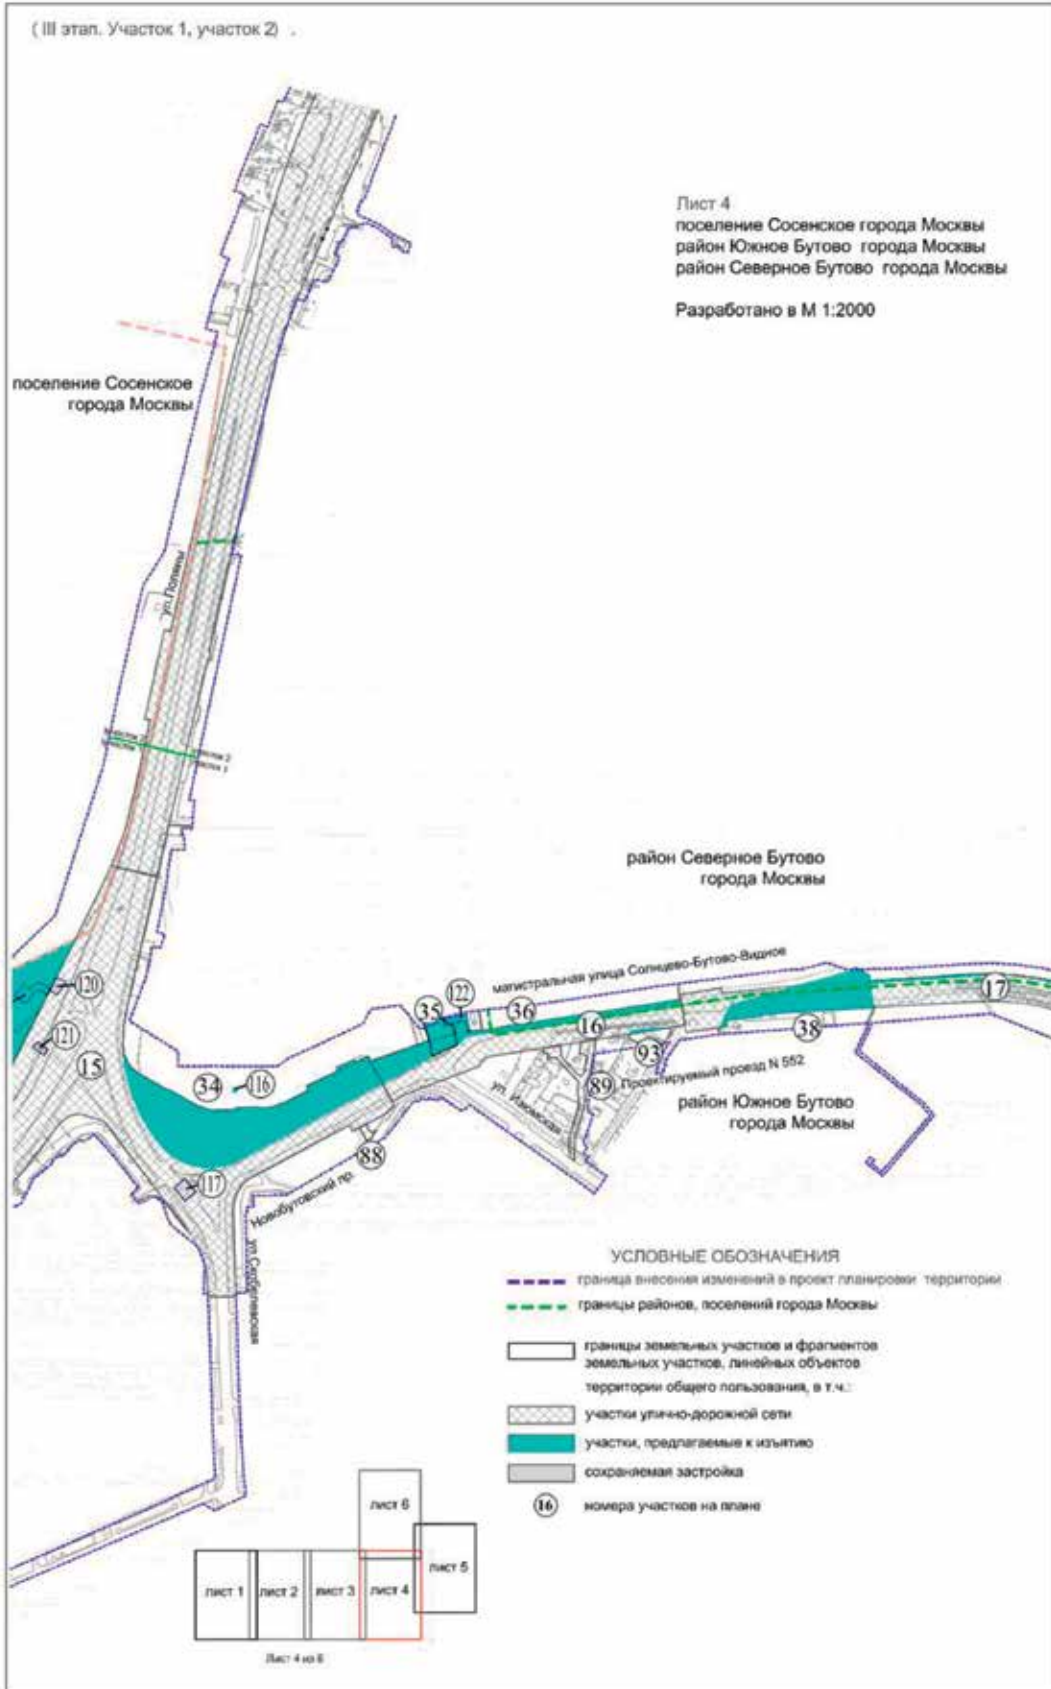 ( III этап. Участок 1, участок 2) .
Лист 4
поселение Сосенское города Москвы
район Южное Бутово города Москвы
район Северное Бутово города Москвы
Разработано в М 1:2000
поселение Сосенское
города Москвы
ул.Поляны
участок 2
район Северное Бутово
города Москвы
магистральная улица Солнцево-Бутово-Видное
120
121
15
34
116
35
122
36
16
17
38
93
89
Проектируемый проезд N 552
ул. Изюмская
район Южное Бутово
города Москвы
88
117
Новобутовский пр.
ул.Скобелевская
УСЛОВНЫЕ ОБОЗНАЧЕНИЯ
граница внесения изменений в проект планировки территории
границы районов, поселений города Москвы
границы земельных участков и фрагментов
земельных участков, линейных объектов
территории общего пользования, в т.ч.:
участки улично-дорожной сети
участки, предлагаемые к изъятию
сохраняемая застройка
16 номера участков на плане
лист 6
лист 1
лист 2
лист 3
лист 4
лист 5
Лист 4 из 6